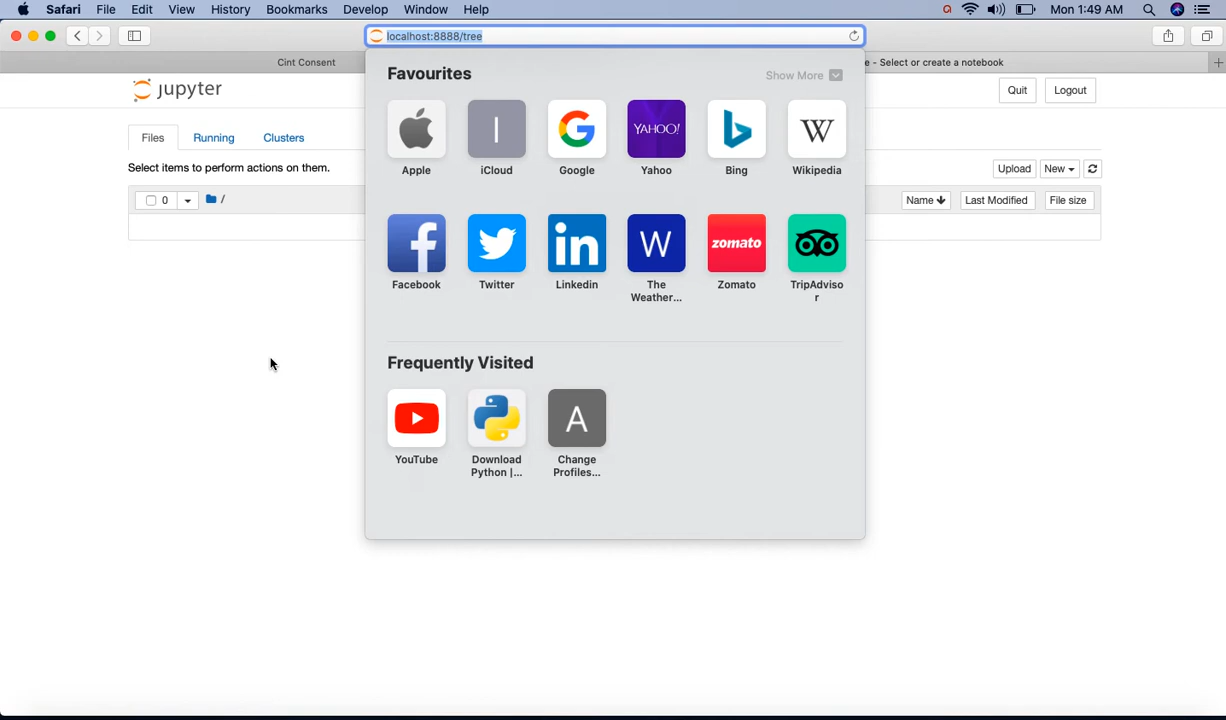 Safari File Edit View History Bookmarks Develop Window Help Mon 1:49 AM
localhost:8888/tree
Cint Consent e - Select or create a notebook
jupyter Quit Logout
Files Running Clusters
Select items to perform actions on them. Upload New
0 / Name Last Modified File size
Favourites Show More
YAHOO! W
Apple iCloud Google Yahoo Bing Wikipedia
f in W zomato
Facebook Twitter Linkedin The Weather... Zomato TripAdviso
r
Frequently Visited
A
YouTube Download Python |... Change Profiles...